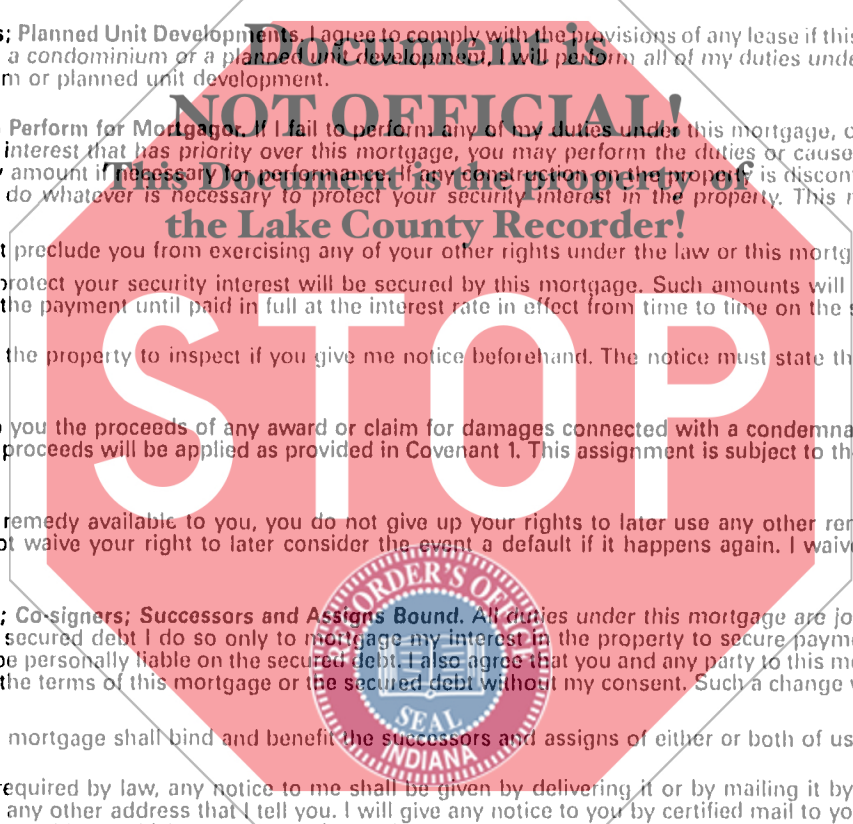 s; Planned Unit Developments. I agree to comply with the provisions of any lease if this
a condominium or a planned unit development, I will perform all of my duties unde
m or planned unit development.
Document is
NOT OFFICIAL!
This Document is the property of
the Lake County Recorder!
Perform for Mortgagor. If I fail to perform any of my duties under this mortgage, o
interest that has priority over this mortgage, you may perform the duties or cause
amount if necessary for performance. If any construction on the property is discon
do whatever is necessary to protect your security interest in the property. This
t preclude you from exercising any of your other rights under the law or this mortg
protect your security interest will be secured by this mortgage. Such amounts will
the payment until paid in full at the interest rate in effect from time to time on the s
STOP
the property to inspect if you give me notice beforehand. The notice must state th
you the proceeds of any award or claim for damages connected with a condemna
proceeds will be applied as provided in Covenant 1. This assignment is subject to the
remedy available to you, you do not give up your rights to later use any other rem
ot waive your right to later consider the event a default if it happens again. I waive
; Co-signers; Successors and Assigns Bound. All duties under this mortgage are jo
secured debt I do so only to mortgage my interest in the property to secure payme
be personally liable on the secured debt. I also agree that you and any party to this mo
the terms of this mortgage or the secured debt without my consent. Such a change
RECORDER'S OFFICE
SEAL
INDIANA
mortgage shall bind and benefit the successors and assigns of either or both of us
required by law, any notice to me shall be given by delivering it or by mailing it by
any other address that I tell you. I will give any notice to you by certified mail to yo